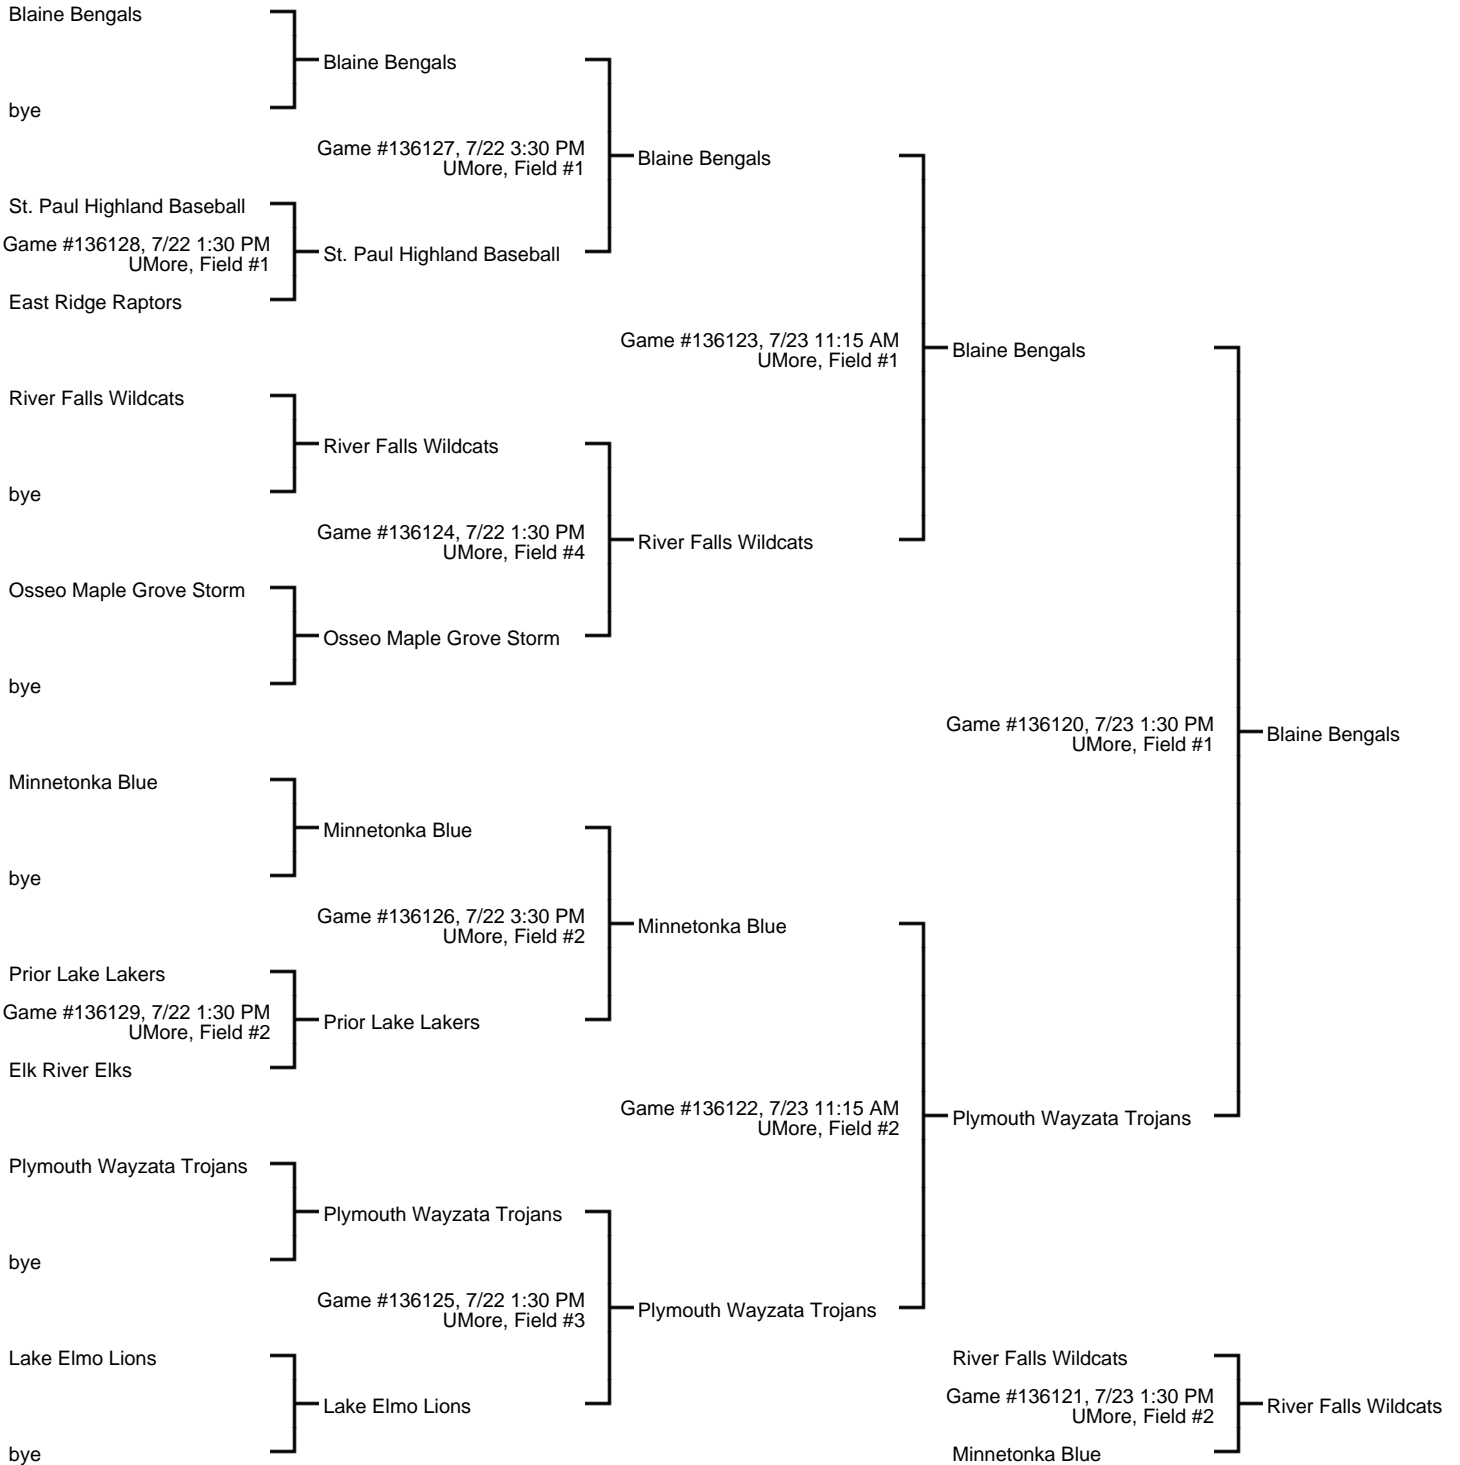 Blaine Bengals
bye
St. Paul Highland Baseball
Game #136128, 7/22 1:30 PM
UMore, Field #1
East Ridge Raptors
River Falls Wildcats
bye
Osseo Maple Grove Storm
bye
Minnetonka Blue
bye
Prior Lake Lakers
Game #136129, 7/22 1:30 PM
UMore, Field #2
Elk River Elks
Plymouth Wayzata Trojans
bye
Lake Elmo Lions
bye
Blaine Bengals
Game #136127, 7/22 3:30 PM
UMore, Field #1
St. Paul Highland Baseball
River Falls Wildcats
Game #136124, 7/22 1:30 PM
UMore, Field #4
Osseo Maple Grove Storm
Minnetonka Blue
Game #136126, 7/22 3:30 PM
UMore, Field #2
Prior Lake Lakers
Plymouth Wayzata Trojans
Game #136125, 7/22 1:30 PM
UMore, Field #3
Lake Elmo Lions
Blaine Bengals
Game #136123, 7/23 11:15 AM
UMore, Field #1
River Falls Wildcats
Minnetonka Blue
Game #136122, 7/23 11:15 AM
UMore, Field #2
Plymouth Wayzata Trojans
Blaine Bengals
Game #136120, 7/23 1:30 PM
UMore, Field #1
Plymouth Wayzata Trojans
Blaine Bengals
River Falls Wildcats
Game #136121, 7/23 1:30 PM
UMore, Field #2
Minnetonka Blue
River Falls Wildcats